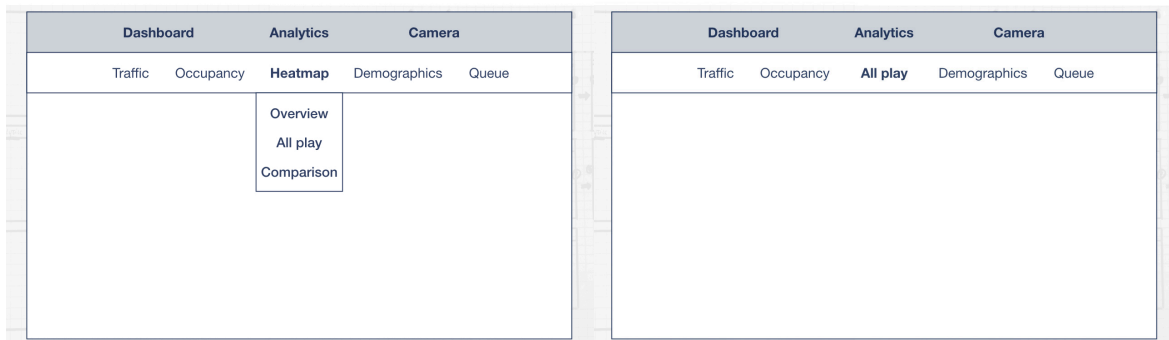 Dashboard Analytics Camera
Traffic Occupancy Heatmap Demographics Queue
Overview
All play
Comparison
Dashboard Analytics Camera
Traffic Occupancy All play Demographics Queue